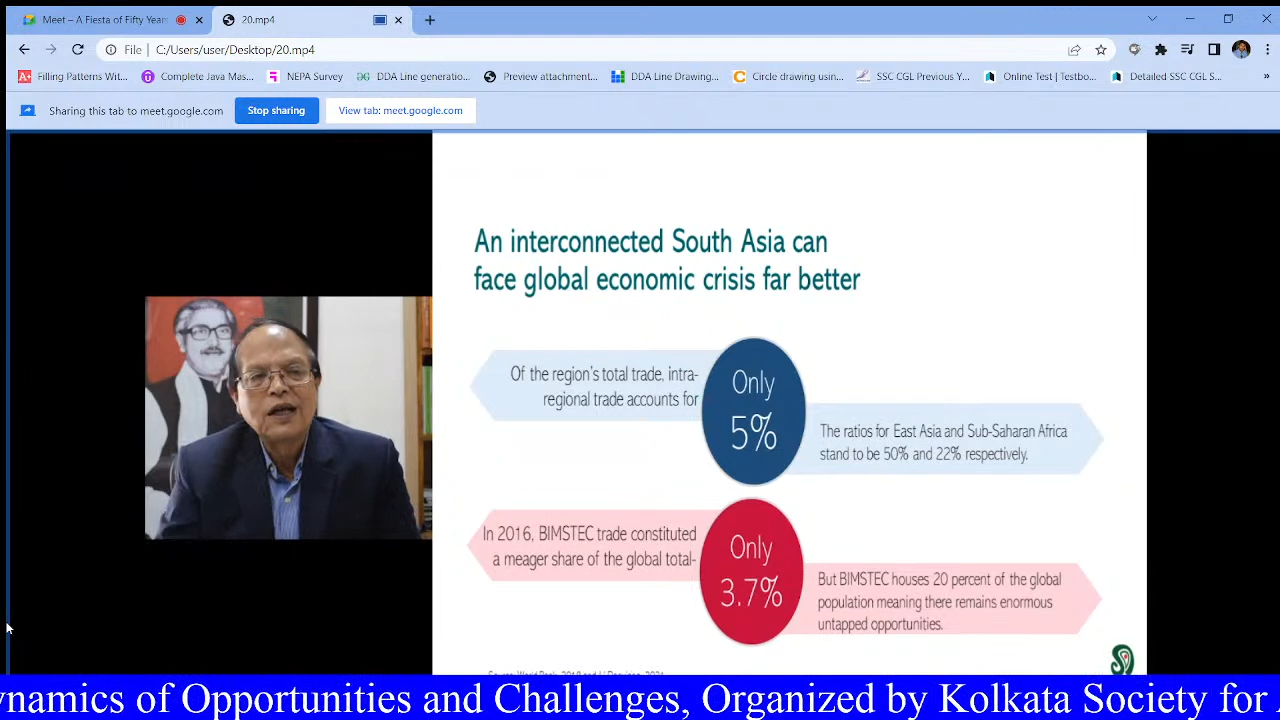 Meet – A Fiesta of Fifty Years
20.mp4
File
C:/Users/user/Desktop/20.mp4
Filling Patterns Wit...
Complete Java Mas...
NEPA Survey
DDA Line generatio...
Preview attachment...
DDA Line Drawing...
Circle drawing usin...
SSC CGL Previous Y...
Online Test | Testbo...
Detailed SSC CGL S...
Sharing this tab to meet.google.com
Stop sharing
View tab: meet.google.com
An interconnected South Asia can
face global economic crisis far better
Of the region's total trade, intra-
regional trade accounts for
Only
5%
The ratios for East Asia and Sub-Saharan Africa
stand to be 50% and 22% respectively.
In 2016, BIMSTEC trade constituted
a meager share of the global total-
Only
3.7%
But BIMSTEC houses 20 percent of the global
population meaning there remains enormous
untapped opportunities.
ynamics of Opportunities and Challenges, Organized by Kolkata Society for